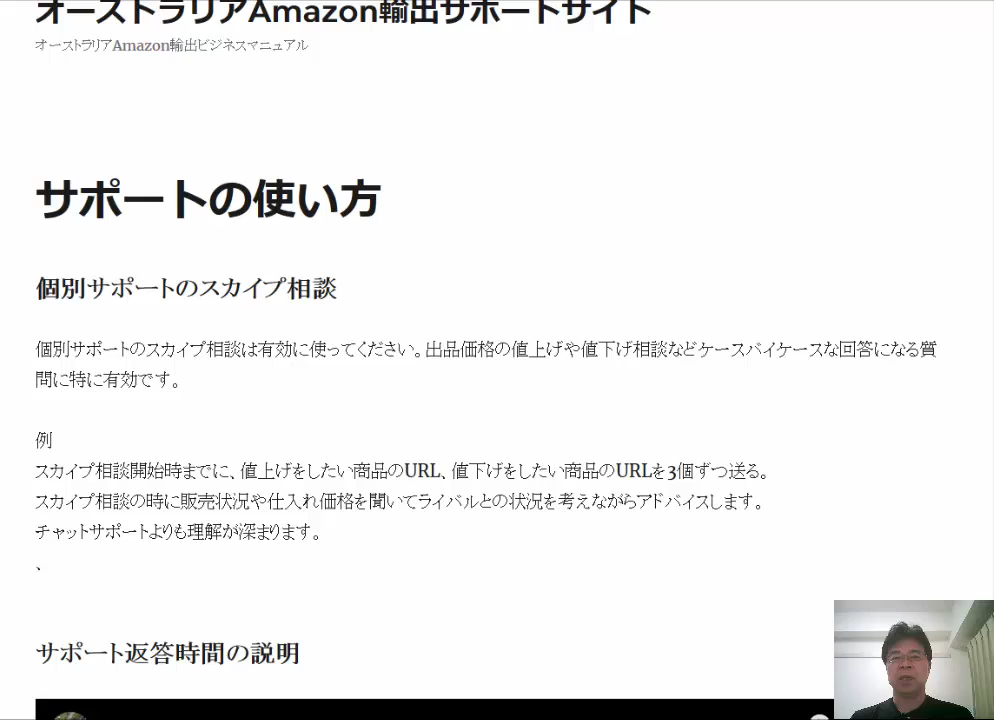 オーストラリアAmazon輸出サポートサイト
オーストラリアAmazon輸出ビジネスマニュアル
サポートの使い方
個別サポートのスカイプ相談
個別サポートのスカイプ相談は有効に使ってください。出品価格の値上げや値下げ相談などケースバイケースな回答になる質
問に特に有効です。
例
スカイプ相談開始時までに、値上げをしたい商品のURL、値下げをしたい商品のURLを3個ずつ送る。
スカイプ相談の時に販売状況や仕入れ価格を聞いてライバルとの状況を考えながらアドバイスします。
チャットサポートよりも理解が深まります。
、
サポート返答時間の説明